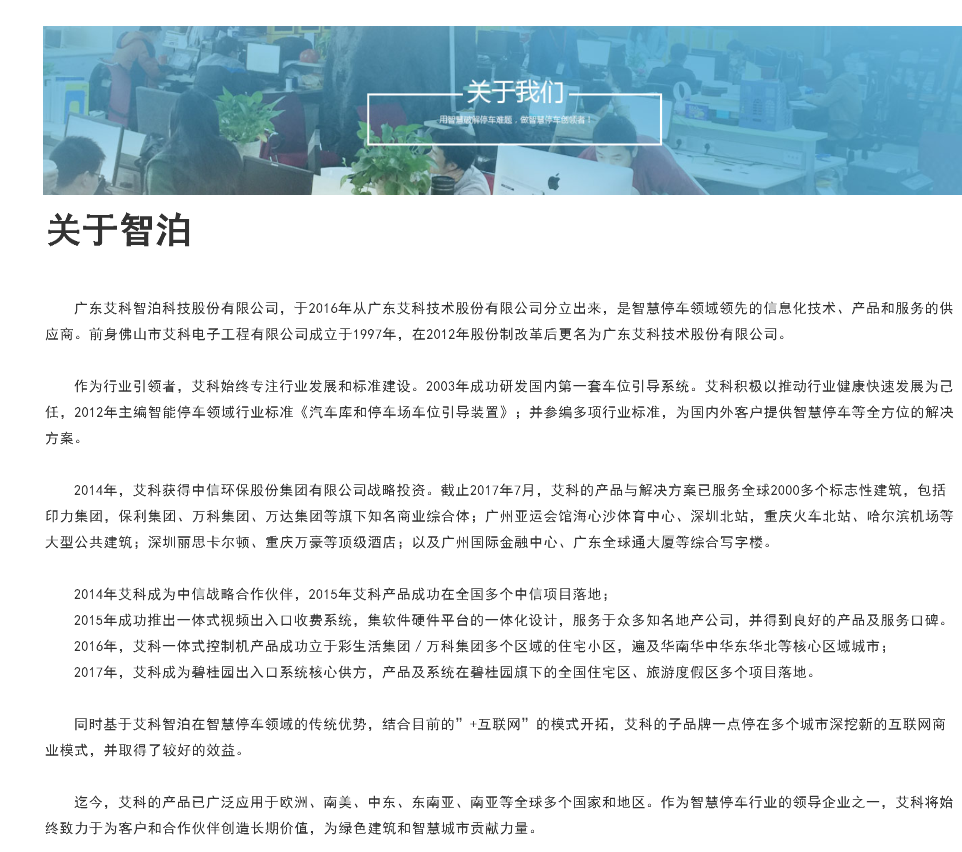 关于我们
用智慧破解停车难题，做智慧停车领领者！
关于智泊
广东艾科智泊科技股份有限公司，于2016年从广东艾科技术股份有限公司分立出来，是智慧停车领域领先的信息化技术、产品和服务的供
应商。前身佛山市艾科电子工程有限公司成立于1997年，在2012年股份制改革后更名为广东艾科技术股份有限公司。
作为行业引领者，艾科始终专注行业发展和标准建设。2003年成功研发国内第一套车位引导系统。艾科积极以推动行业健康快速发展为己
任，2012年主编智能停车领域行业标准《汽车库和停车场车位引导装置》；并参编多项行业标准，为国内外客户提供智慧停车等全方位的解决
方案。
2014年，艾科获得中信环保股份集团有限公司战略投资。截止2017年7月，艾科的产品与解决方案已服务全球2000多个标志性建筑，包括
印力集团，保利集团、万科集团、万达集团等旗下知名商业综合体；广州亚运会馆海心沙体育中心、深圳北站，重庆火车北站、哈尔滨机场等
大型公共建筑；深圳丽思卡尔顿、重庆万豪等顶级酒店；以及广州国际金融中心、广东全球通大厦等综合写字楼。
2014年艾科成为中信战略合作伙伴，2015年艾科产品成功在全国多个中信项目落地；
2015年成功推出一体式视频出入口收费系统，集软件硬件平台的一体化设计，服务于众多知名地产公司，并得到良好的产品及服务口碑。
2016年，艾科一体式控制机产品成功立于彩生活集团／万科集团多个区域的住宅小区，遍及华南华中华东华北等核心区域城市；
2017年，艾科成为碧桂园出入口系统核心供方，产品及系统在碧桂园旗下的全国住宅区、旅游度假区多个项目落地。
同时基于艾科智泊在智慧停车领域的传统优势，结合目前的”+互联网”的模式开拓，艾科的子品牌一点停在多个城市深挖新的互联网商
业模式，并取得了较好的效益。
迄今，艾科的产品已广泛应用于欧洲、南美、中东、东南亚、南亚等全球多个国家和地区。作为智慧停车行业的领导企业之一，艾科将始
终致力于为客户和合作伙伴创造长期价值，为绿色建筑和智慧城市贡献力量。